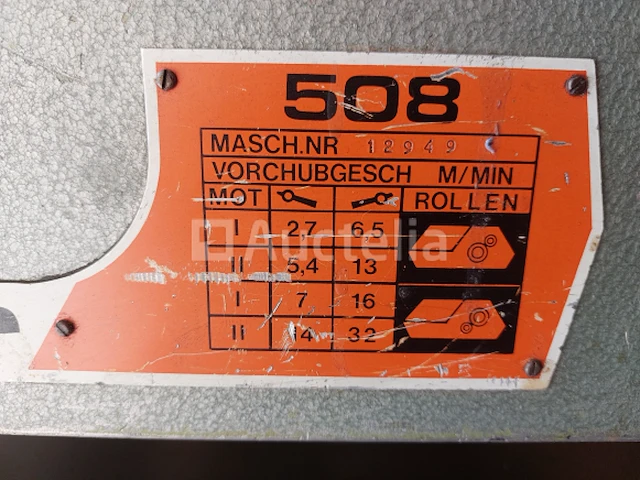 508
MASCH.NR 12949
VORCHUBGESCH M/MIN
MOT ROLLEN
I 2,7 6,5
II 5,4 13
I 7 16
II 14 32
Auctelia